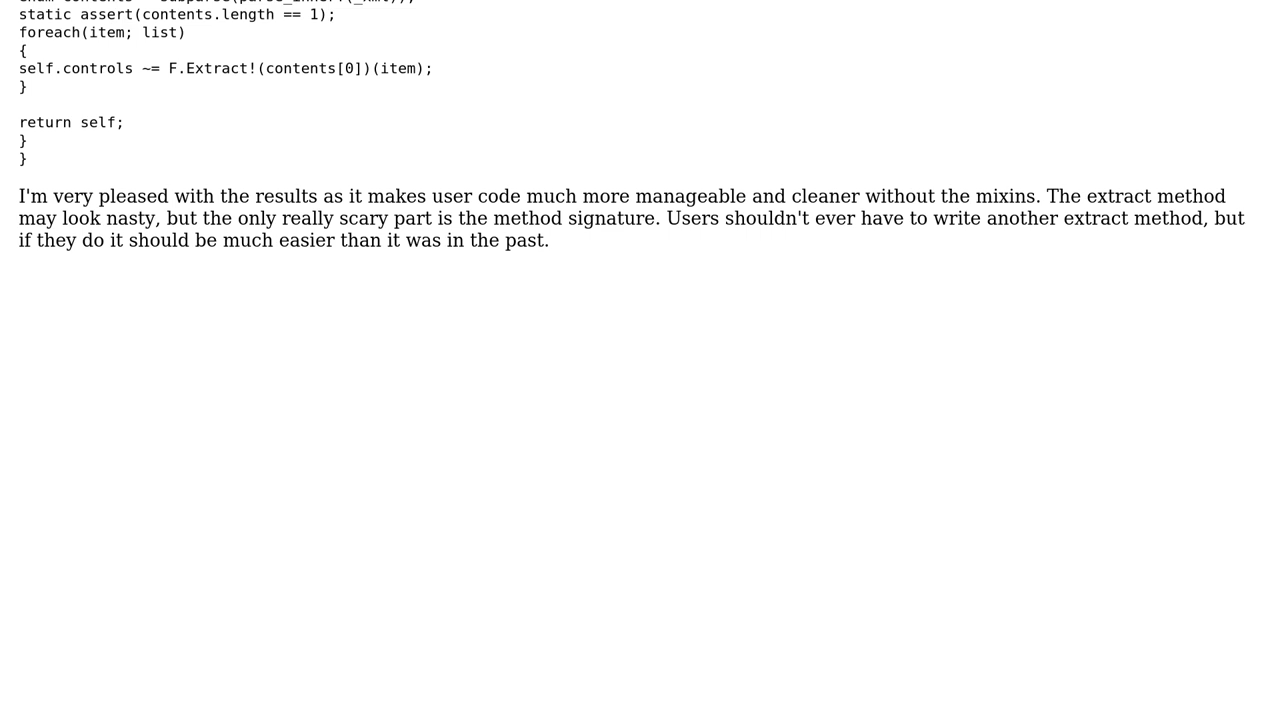 static assert(contents.length == 1);
foreach(item; list)
{
self.controls ~= F.Extract!(contents[0])(item);
}
return self;
}
}
I'm very pleased with the results as it makes user code much more manageable and cleaner without the mixins. The extract method
may look nasty, but the only really scary part is the method signature. Users shouldn't ever have to write another extract method, but
if they do it should be much easier than it was in the past.